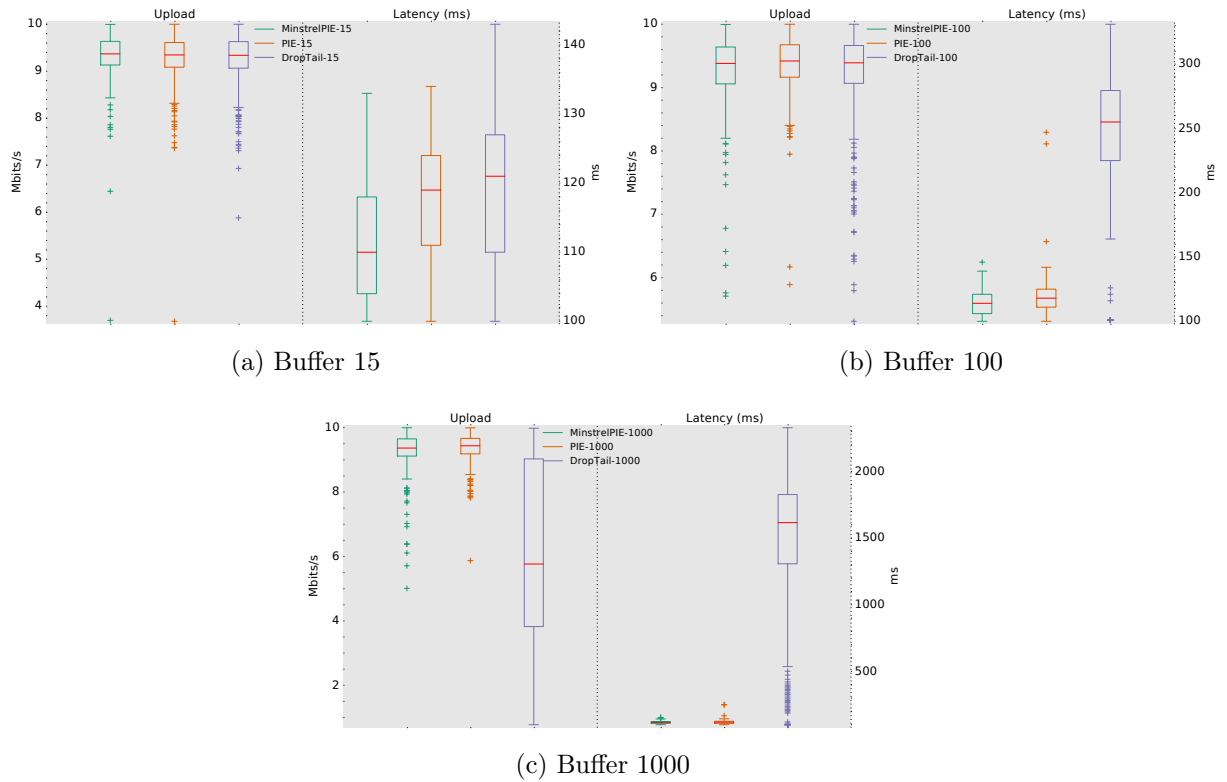 Upload Latency (ms)
MinstrelPIE-15
PIE-15
DropTail-15
10
9
8
7
6
5
4
Mbits/s
140
130
120
110
100
ms
(a) Buffer 15
Upload Latency (ms)
MinstrelPIE-100
PIE-100
DropTail-100
10
9
8
7
6
Mbits/s
300
250
200
150
100
ms
(b) Buffer 100
Upload Latency (ms)
MinstrelPIE-1000
PIE-1000
DropTail-1000
10
8
6
4
2
Mbits/s
2000
1500
1000
500
ms
(c) Buffer 1000